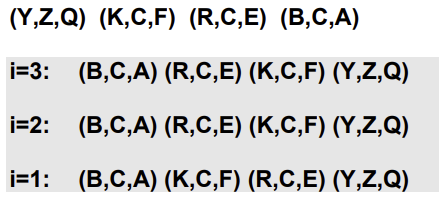 (Y,Z,Q) (K,C,F) (R,C,E) (B,C,A)
i=3: (B,C,A) (R,C,E) (K,C,F) (Y,Z,Q)
i=2: (B,C,A) (R,C,E) (K,C,F) (Y,Z,Q)
i=1: (B,C,A) (K,C,F) (R,C,E) (Y,Z,Q)